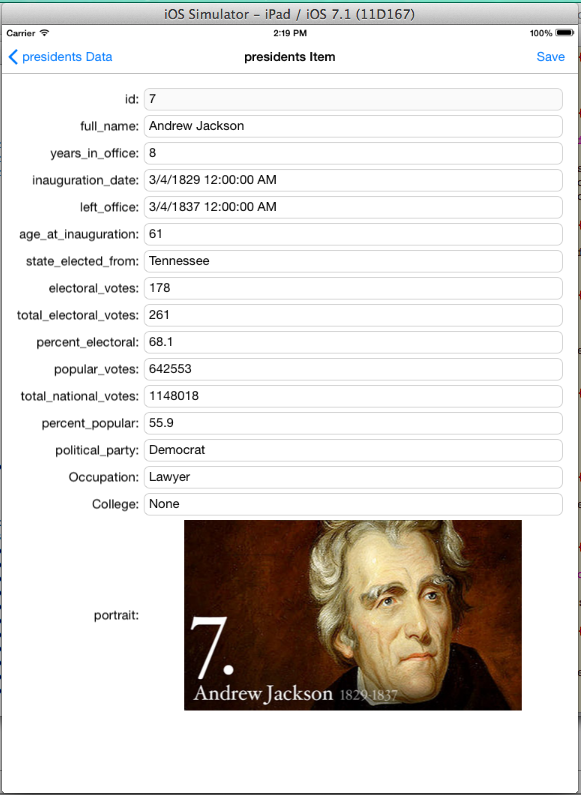 iOS Simulator – iPad / iOS 7.1 (11D167)
Carrier 2:19 PM 100%
presidents Data presidents Item Save
id: 7
full_name: Andrew Jackson
years_in_office: 8
inauguration_date: 3/4/1829 12:00:00 AM
left_office: 3/4/1837 12:00:00 AM
age_at_inauguration: 61
state_elected_from: Tennessee
electoral_votes: 178
total_electoral_votes: 261
percent_electoral: 68.1
popular_votes: 642553
total_national_votes: 1148018
percent_popular: 55.9
political_party: Democrat
Occupation: Lawyer
College: None
portrait:
7.
Andrew Jackson 1829-1837